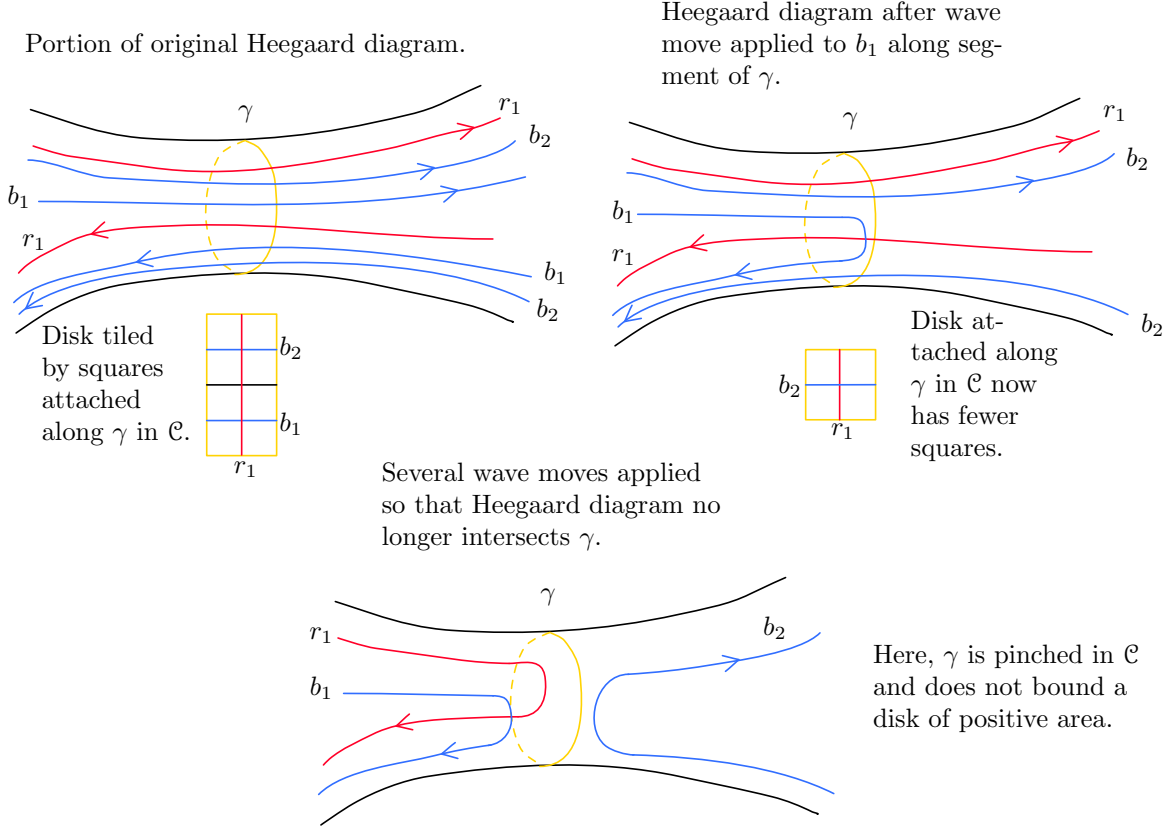 Portion of original Heegaard diagram.
γ
r₁
b₂
b₁
r₁
b₁
b₂
Disk tiled
by squares
attached
along γ in 𝒞.
b₂
b₁
r₁
Heegaard diagram after wave
move applied to b₁ along seg-
ment of γ.
γ
r₁
b₂
b₁
r₁
b₂
Disk at-
tached along
γ in 𝒞 now
has fewer
squares.
b₂
r₁
Several wave moves applied
so that Heegaard diagram no
longer intersects γ.
γ
r₁
b₂
b₁
Here, γ is pinched in 𝒞
and does not bound a
disk of positive area.